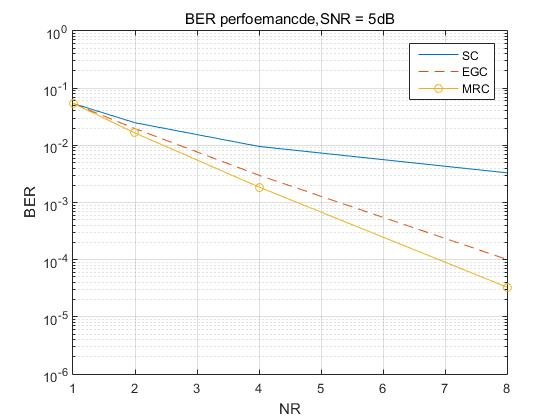 BER perfoemancde,SNR = 5dB
10^0
10^-1
10^-2
10^-3
10^-4
10^-5
10^-6
BER
SC
EGC
MRC
1 2 3 4 5 6 7 8
NR